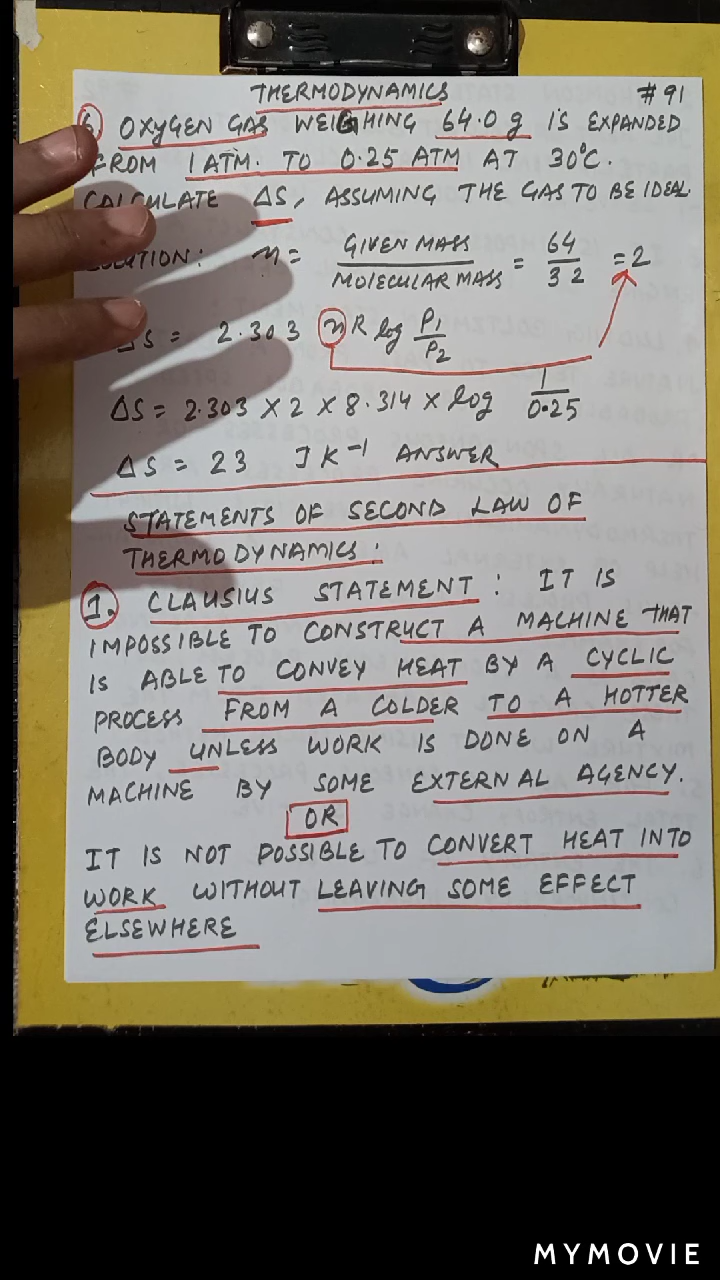 THERMODYNAMICS # 91
6. OXYGEN GAS WEIGHING 64.0 g IS EXPANDED
FROM 1 ATM. TO 0.25 ATM AT 30°C.
CALCULATE ΔS, ASSUMING THE GAS TO BE IDEAL
SOLUTION: n = GIVEN MASS / MOLECULAR MASS = 64 / 32 = 2
ΔS = 2.303 nR log P1 / P2
ΔS = 2.303 × 2 × 8.314 × log 1 / 0.25
ΔS = 23 J K⁻¹ ANSWER
STATEMENTS OF SECOND LAW OF
THERMODYNAMICS:
1. CLAUSIUS STATEMENT: IT IS
IMPOSSIBLE TO CONSTRUCT A MACHINE THAT
IS ABLE TO CONVEY HEAT BY A CYCLIC
PROCESS FROM A COLDER TO A HOTTER
BODY UNLESS WORK IS DONE ON A
MACHINE BY SOME EXTERNAL AGENCY.
OR
IT IS NOT POSSIBLE TO CONVERT HEAT INTO
WORK WITHOUT LEAVING SOME EFFECT
ELSEWHERE
MYMOVIE